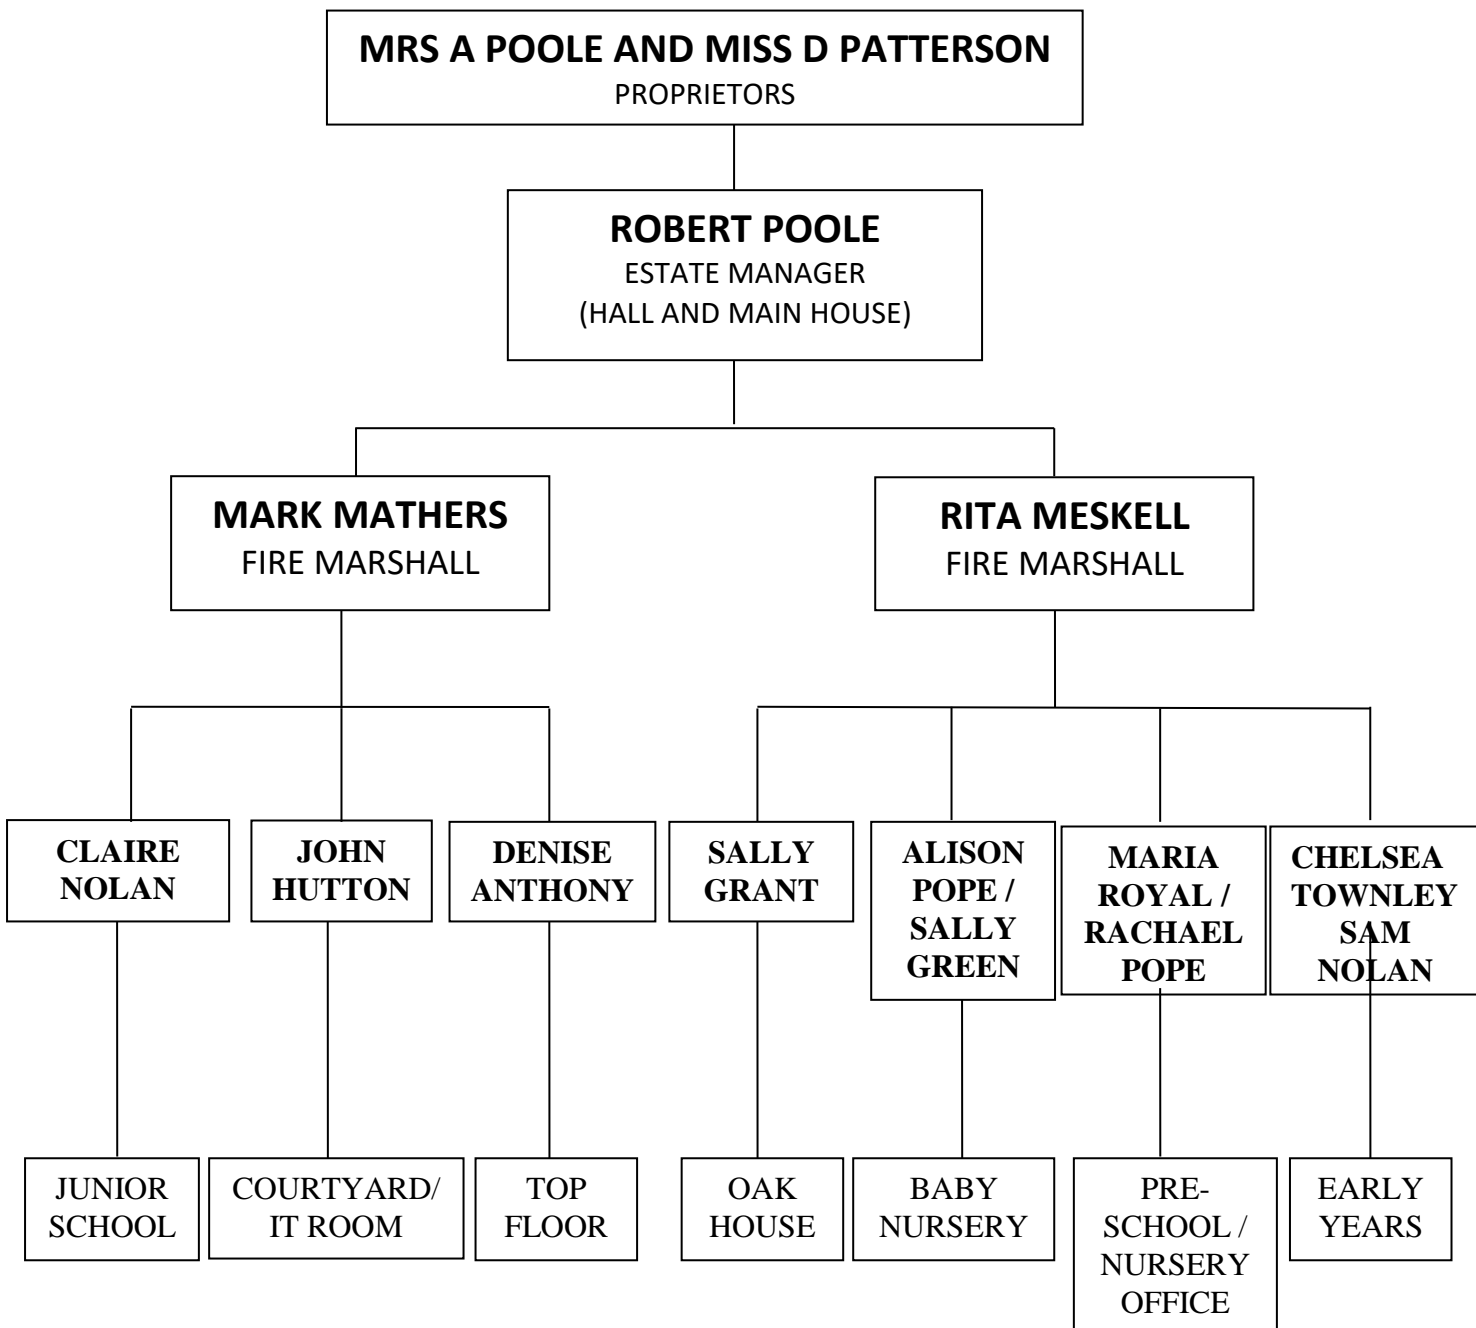 MRS A POOLE AND MISS D PATTERSON
PROPRIETORS
ROBERT POOLE
ESTATE MANAGER
(HALL AND MAIN HOUSE)
MARK MATHERS
FIRE MARSHALL
RITA MESKELL
FIRE MARSHALL
CLAIRE
NOLAN
JOHN
HUTTON
DENISE
ANTHONY
SALLY
GRANT
ALISON
POPE /
SALLY
GREEN
MARIA
ROYAL /
RACHAEL
POPE
CHELSEA
TOWNLEY
SAM
NOLAN
JUNIOR
SCHOOL
COURTYARD/
IT ROOM
TOP
FLOOR
OAK
HOUSE
BABY
NURSERY
PRE-
SCHOOL /
NURSERY
OFFICE
EARLY
YEARS